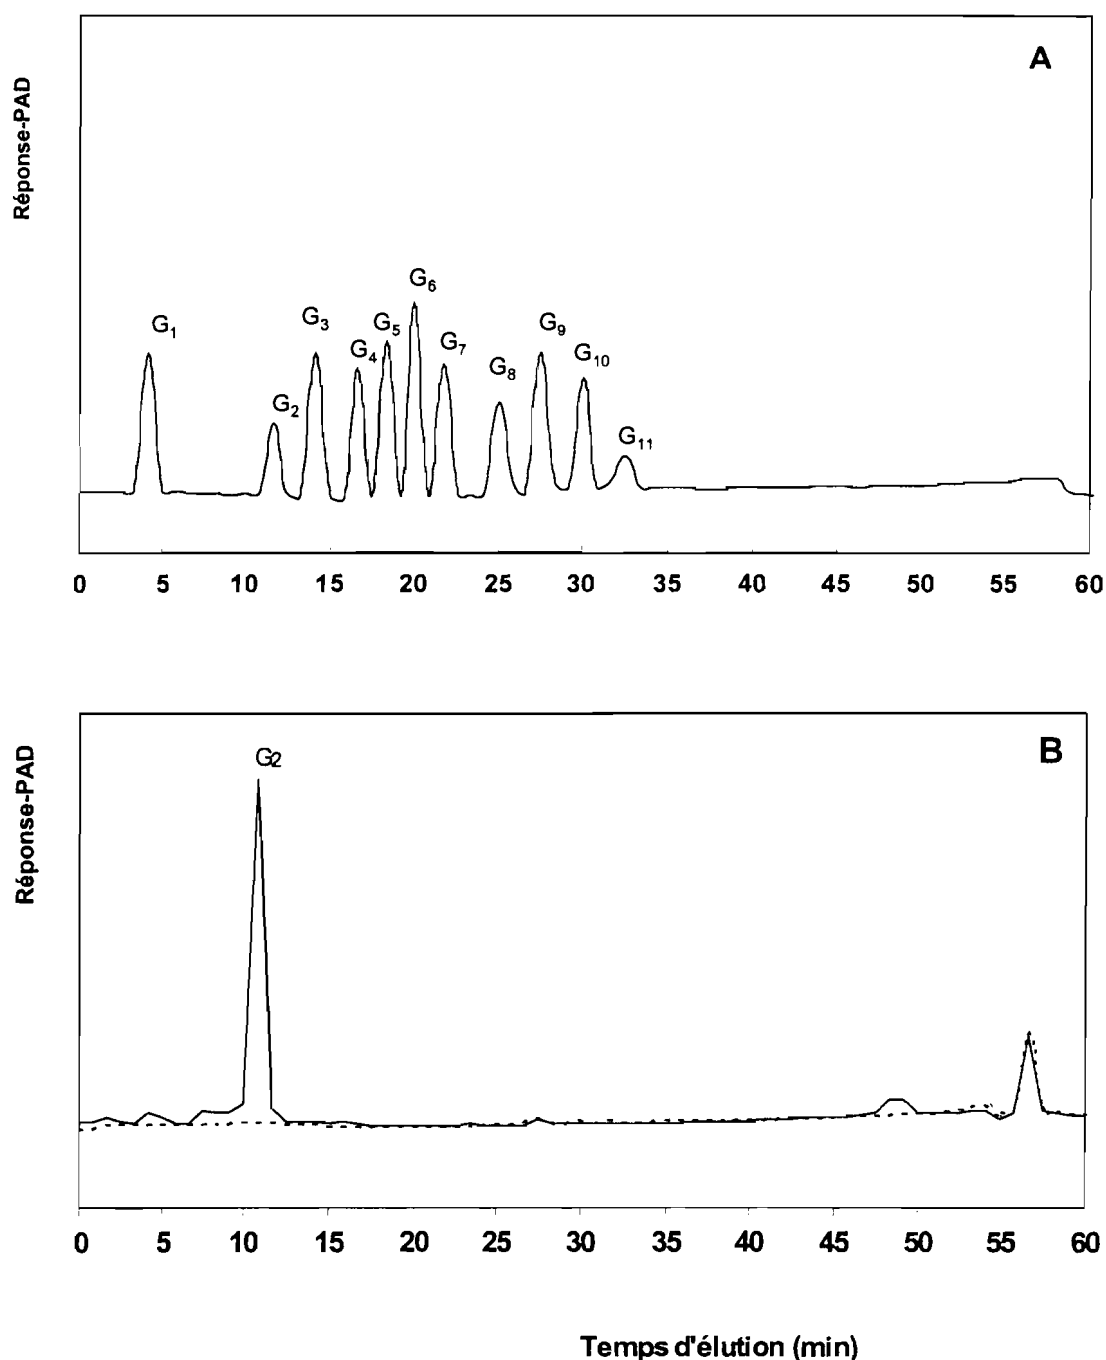 A
Réponse-PAD
G₁ G₂ G₃ G₄ G₅ G₆ G₇ G₈ G₉ G₁₀ G₁₁
0 5 10 15 20 25 30 35 40 45 50 55 60
B
Réponse-PAD
G2
0 5 10 15 20 25 30 35 40 45 50 55 60
Temps d'élution (min)